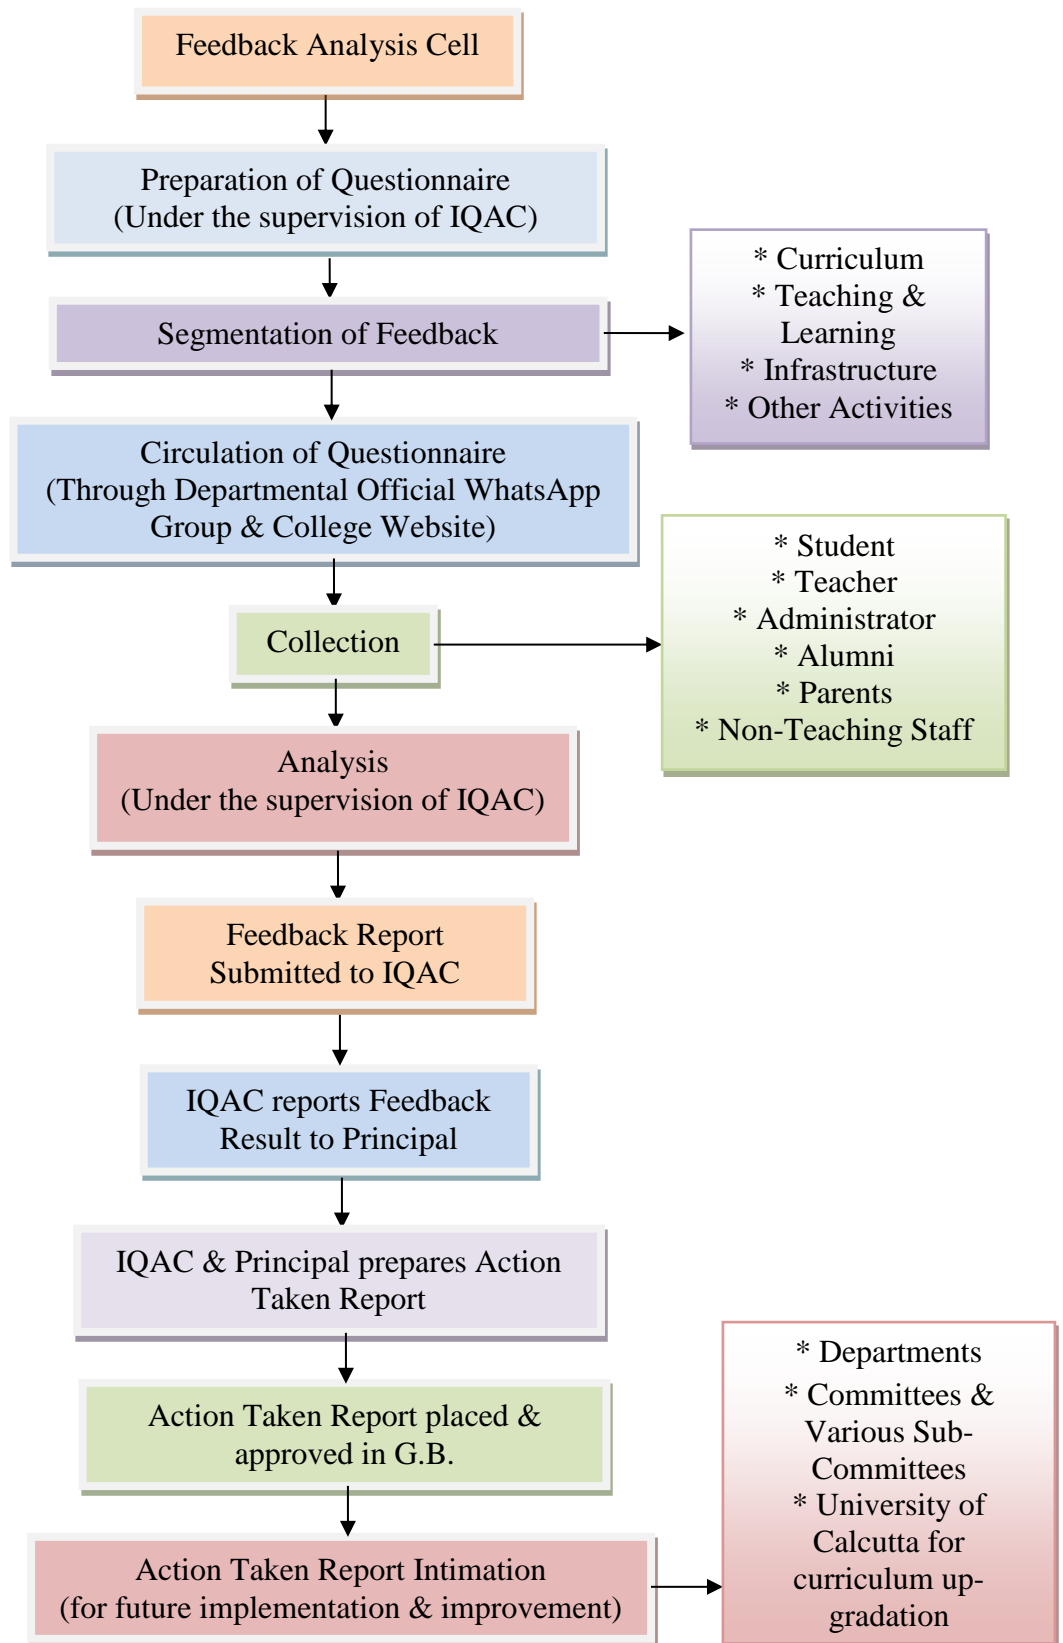 Feedback Analysis Cell
Preparation of Questionnaire
(Under the supervision of IQAC)
Segmentation of Feedback
* Curriculum
* Teaching &
Learning
* Infrastructure
* Other Activities
Circulation of Questionnaire
(Through Departmental Official WhatsApp
Group & College Website)
Collection
* Student
* Teacher
* Administrator
* Alumni
* Parents
* Non-Teaching Staff
Analysis
(Under the supervision of IQAC)
Feedback Report
Submitted to IQAC
IQAC reports Feedback
Result to Principal
IQAC & Principal prepares Action
Taken Report
Action Taken Report placed &
approved in G.B.
Action Taken Report Intimation
(for future implementation & improvement)
* Departments
* Committees &
Various Sub-
Committees
* University of
Calcutta for
curriculum up-
gradation